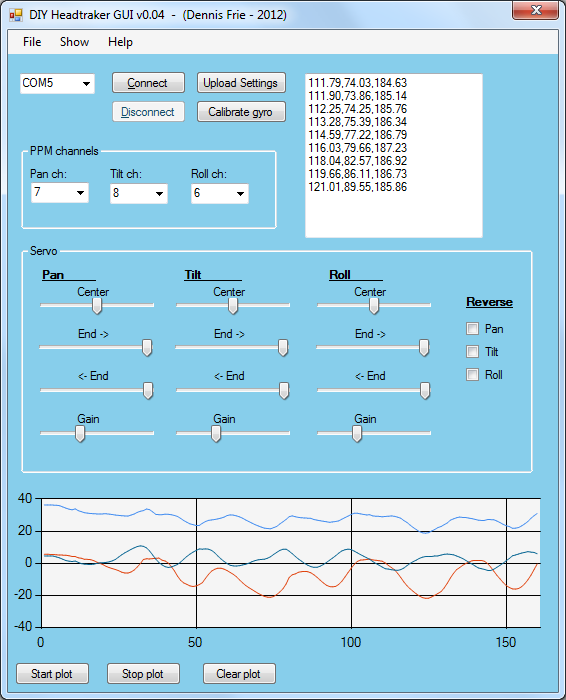 DIY Headtraker GUI v0.04 - (Dennis Frie - 2012)
File Show Help
COM5 Connect Upload Settings
Disconnect Calibrate gyro
111.79,74.03,184.63
111.90,73.86,185.14
112.25,74.25,185.76
113.28,75.39,186.34
114.59,77.22,186.79
116.03,79.66,187.23
118.04,82.57,186.92
119.66,86.11,186.73
121.01,89.55,185.86
PPM channels
Pan ch: Tilt ch: Roll ch:
7 8 6
Servo
Pan Tilt Roll
Center Center Center
End -> End -> End ->
<- End <- End <- End
Gain Gain Gain
Reverse
Pan
Tilt
Roll
40
20
0
-20
-40
0 50 100 150
Start plot Stop plot Clear plot